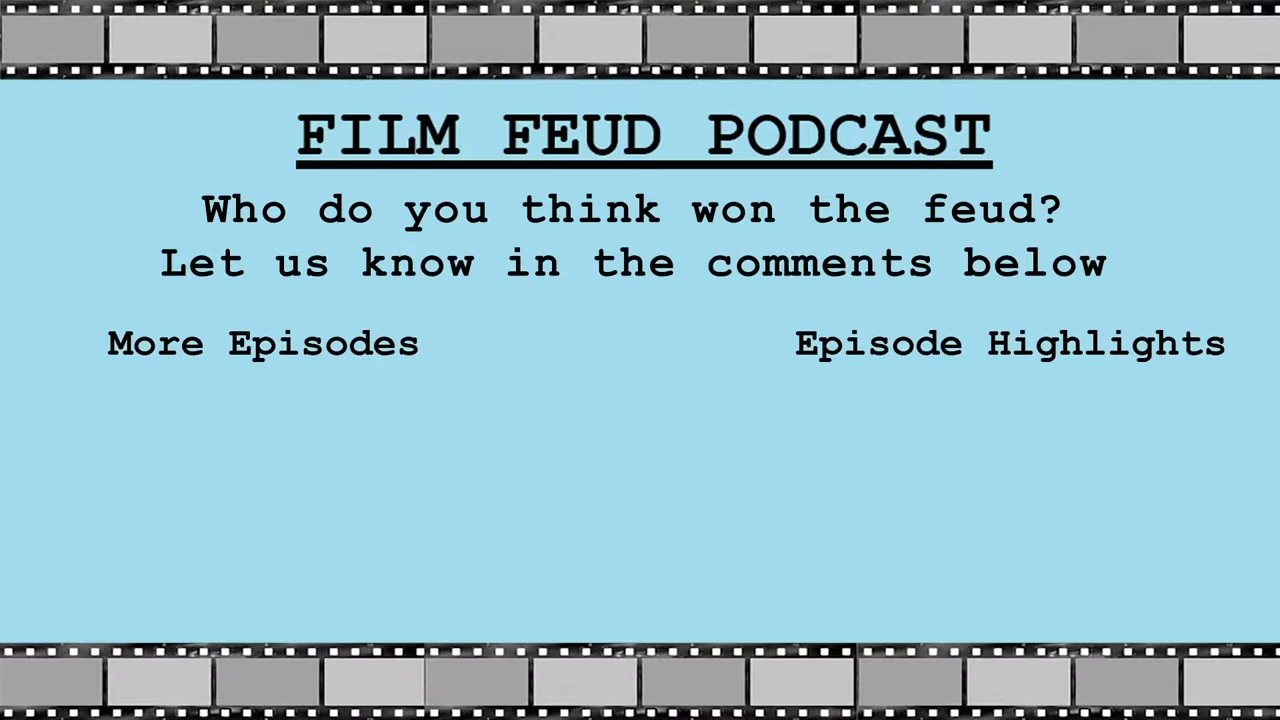 FILM FEUD PODCAST
Who do you think won the feud?
Let us know in the comments below
More Episodes
Episode Highlights